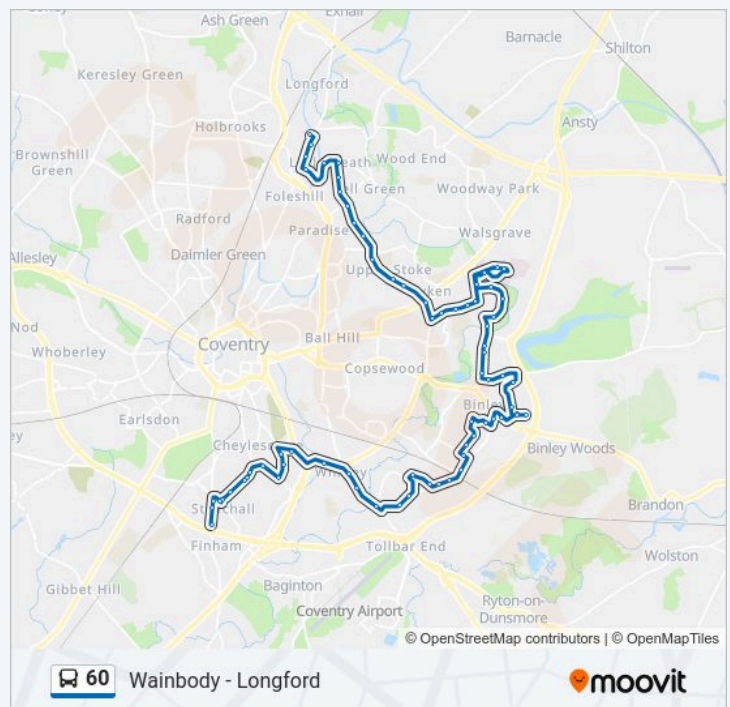 Ash Green
Exhall
Barnacle
Shilton
Keresley Green
Longford
Holbrooks
Ansty
Brownshill
Green
Wood End
Woodway Park
Foleshill
Radford
Paradise
Walsgrave
Allesley
Daimler Green
Nod
Ball Hill
Whoberley
Coventry
Copsewood
Earlsdon
Binley Woods
Brandon
Finham
Tollbar End
Wolston
Gibbet Hill
Baginton
Coventry Airport
Ryton-on-
Dunsmore
© OpenStreetMap contributors | © OpenMapTiles
60 Wainbody - Longford
moovit